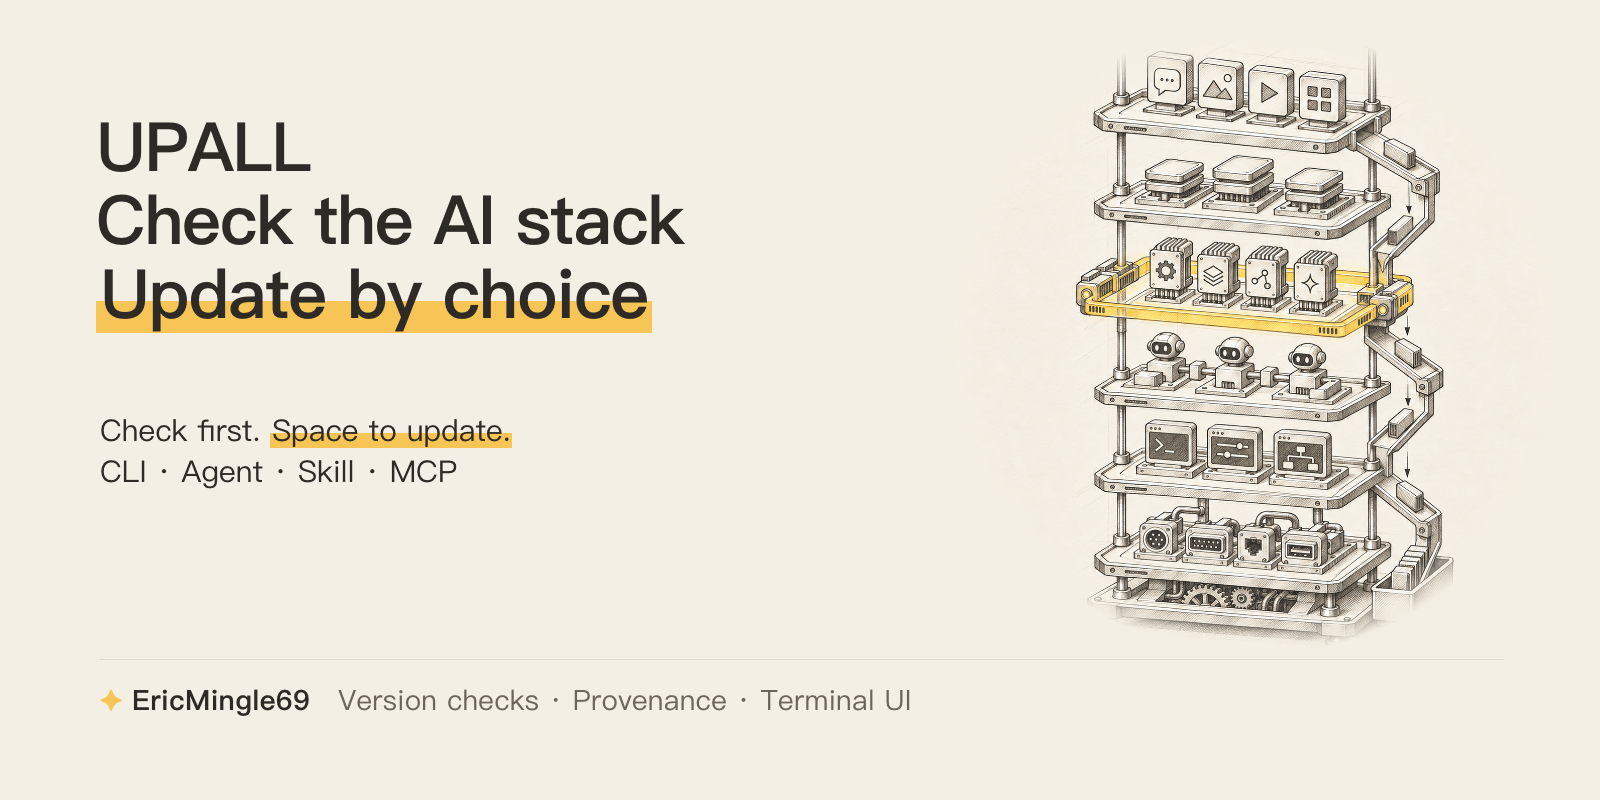 UPALL
Check the AI stack
Update by choice
Check first. Space to update.
CLI · Agent · Skill · MCP
EricMingle69 Version checks · Provenance · Terminal UI